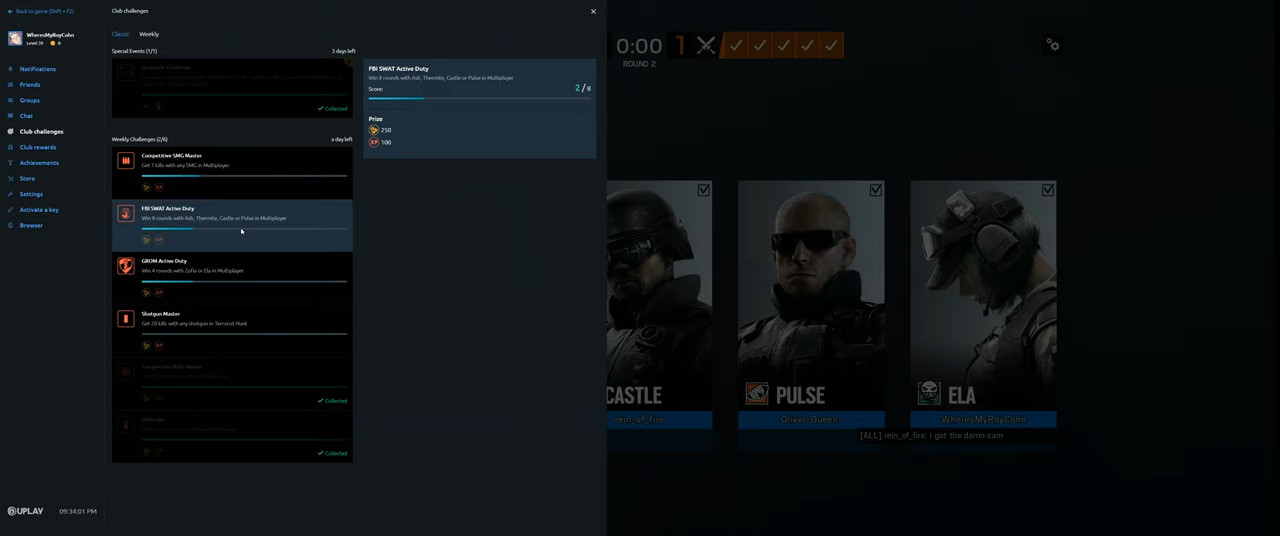 Back to game (Shift + F2)
Club challenges
WheresMyRoyCohn
Level 39
0
Classic
Weekly
Notifications
Friends
Groups
Chat
Club challenges
Club rewards
Achievements
Store
Settings
Activate a key
Browser
Special Events (1/1)
3 days left
Collected
Weekly Challenges (2/6)
a day left
Competitive SMG Master
Get 7 kills with any SMG in Multiplayer
FBI SWAT Active Duty
Win 8 rounds with Ash, Thermite, Castle or Pulse in Multiplayer
GROM Active Duty
Win 4 rounds with Zofia or Ela in Multiplayer
Shotgun Master
Get 20 kills with any shotgun in Terrorist Hunt
Collected
Collected
FBI SWAT Active Duty
Win 8 rounds with Ash, Thermite, Castle or Pulse in Multiplayer
Score:
2/8
Prize
250
XP 100
0:00
1
ROUND 2
CASTLE
rein_of_fire
PULSE
Oliver-Queen-
ELA
WheresMyRoyCohn
[ALL] rein_of_fire: i got the damn cam
UPLAY
09:34:01 PM